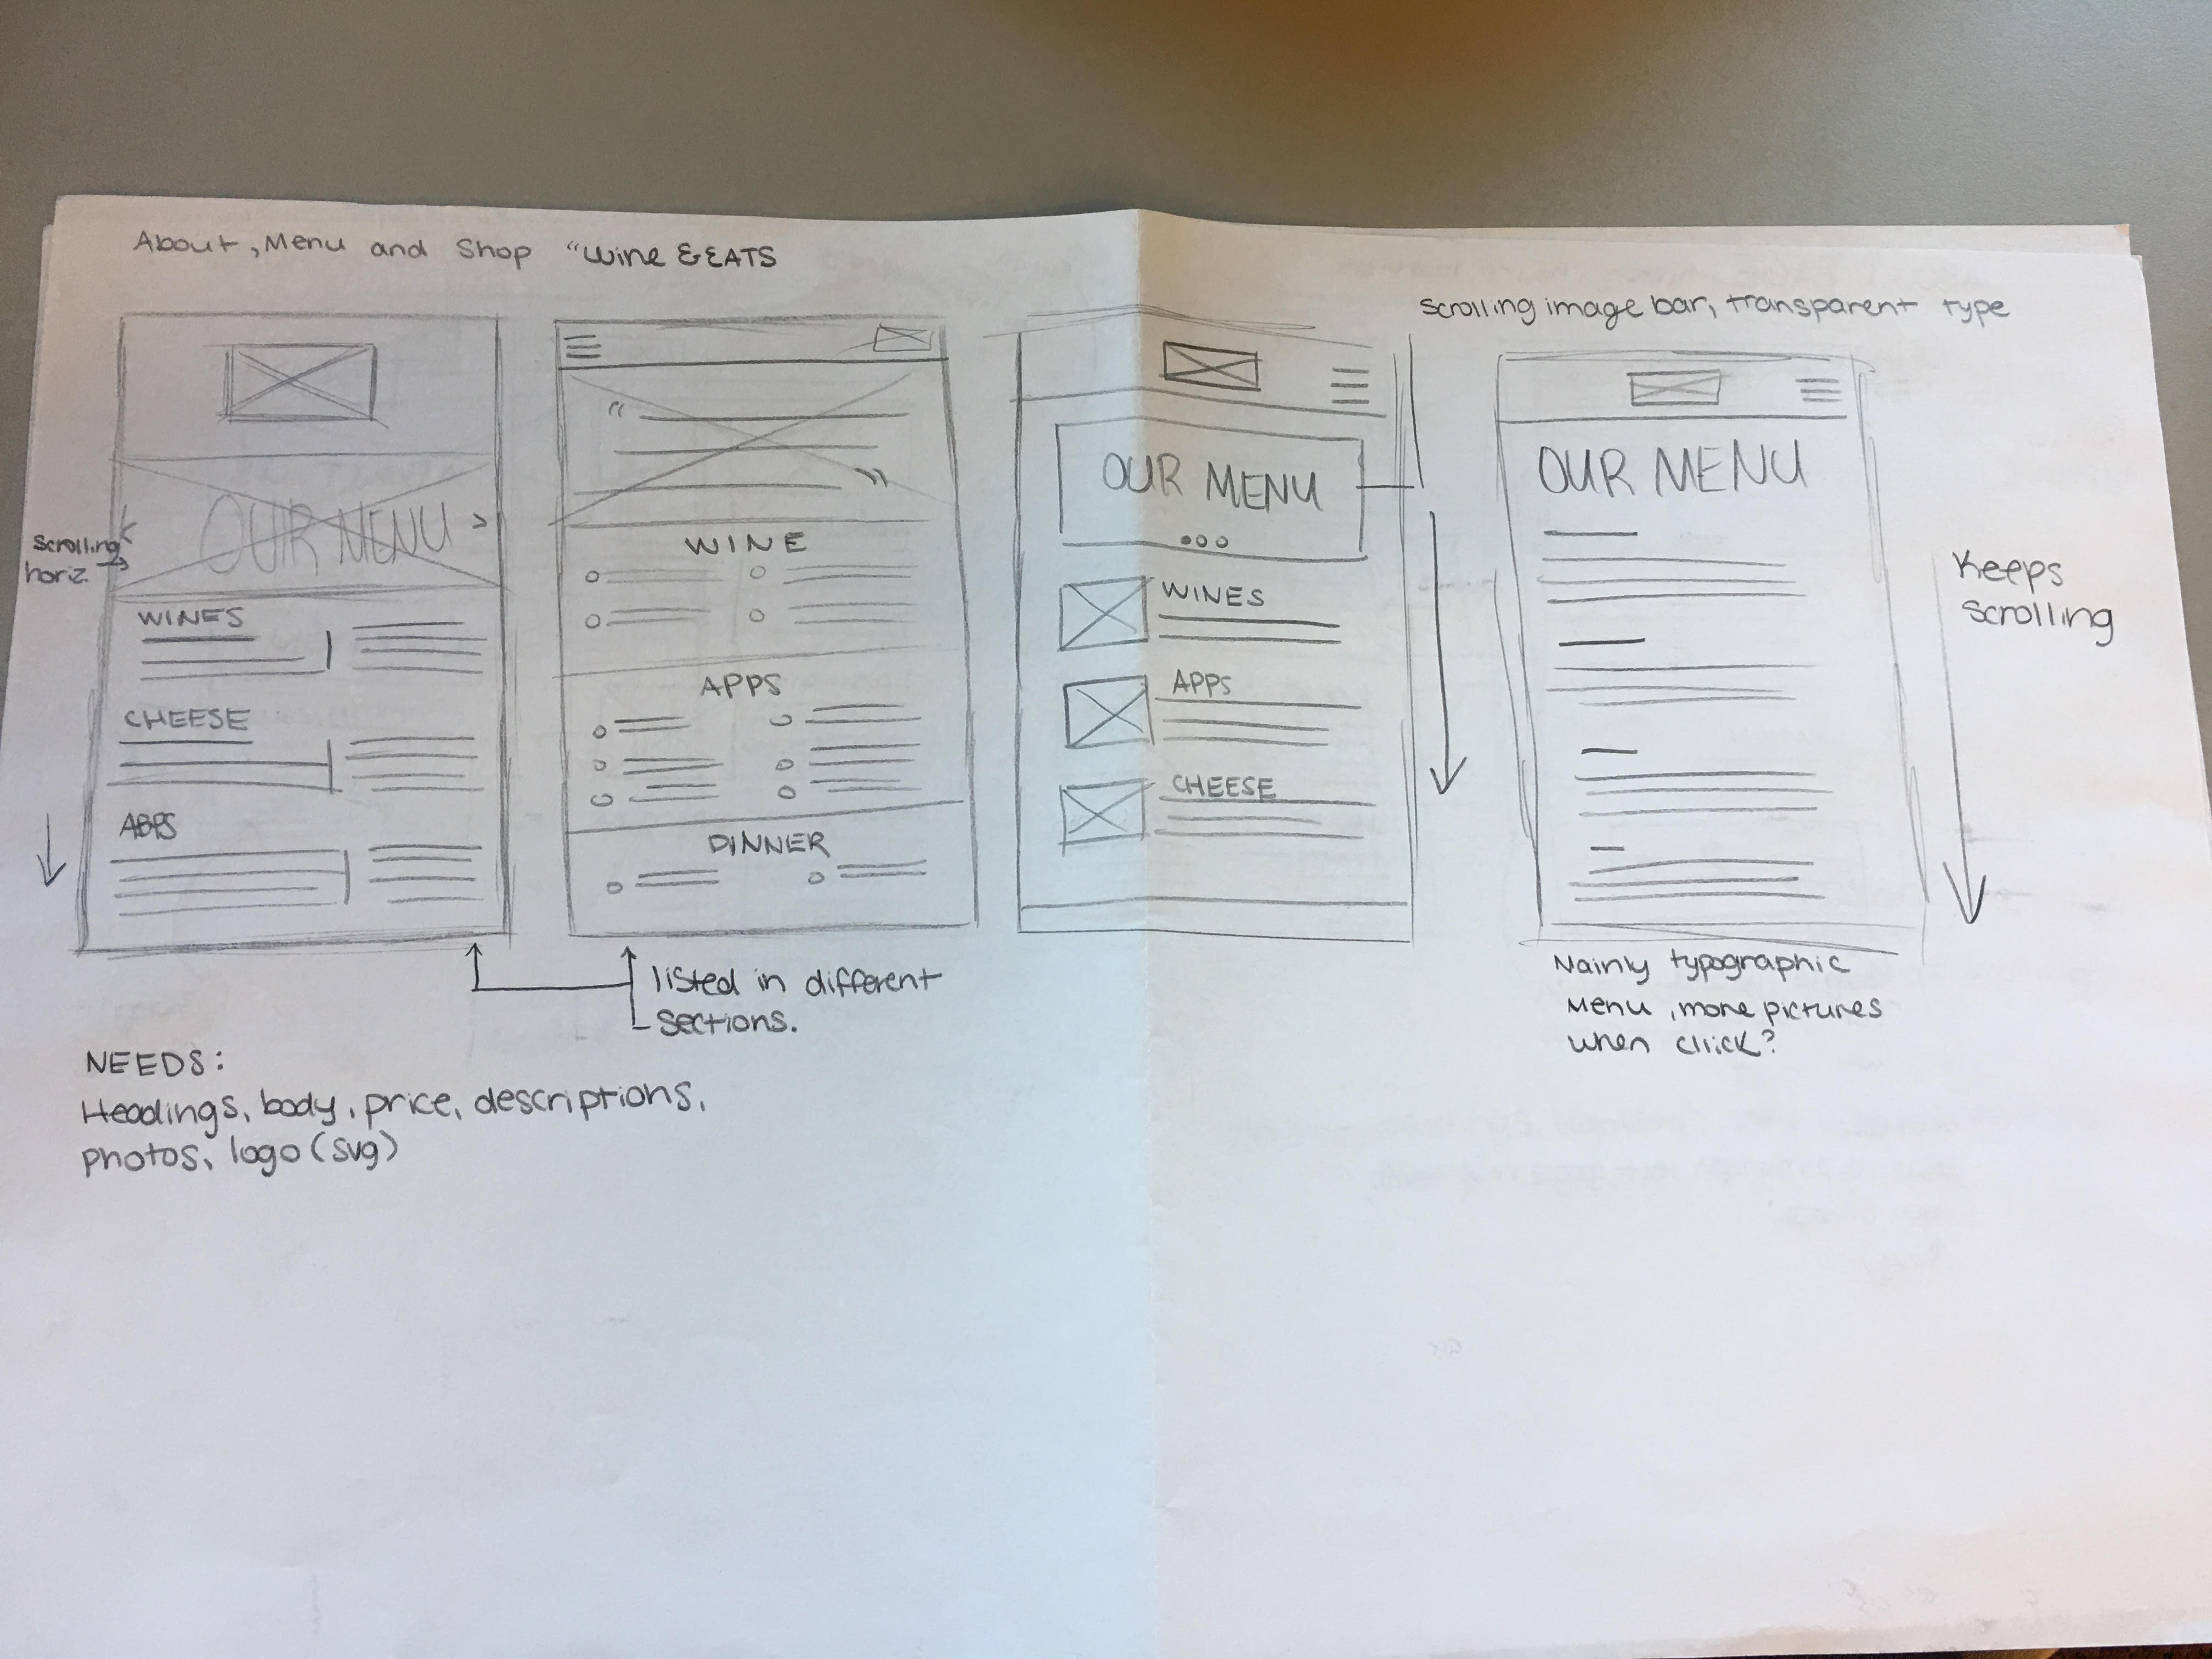 About, Menu and Shop "Wine & EATS
Scrolling image bar, transparent type
OUR MENU
Scrolling
horiz.
WINES
CHEESE
APPS
"
"
WINE
APPS
DINNER
listed in different
sections.
OUR MENU
WINES
APPS
CHEESE
OUR MENU
Keeps
scrolling
Mainly typographic
Menu, more pictures
when click?
NEEDS:
Headings, body, price, descriptions,
photos, logo (svg)